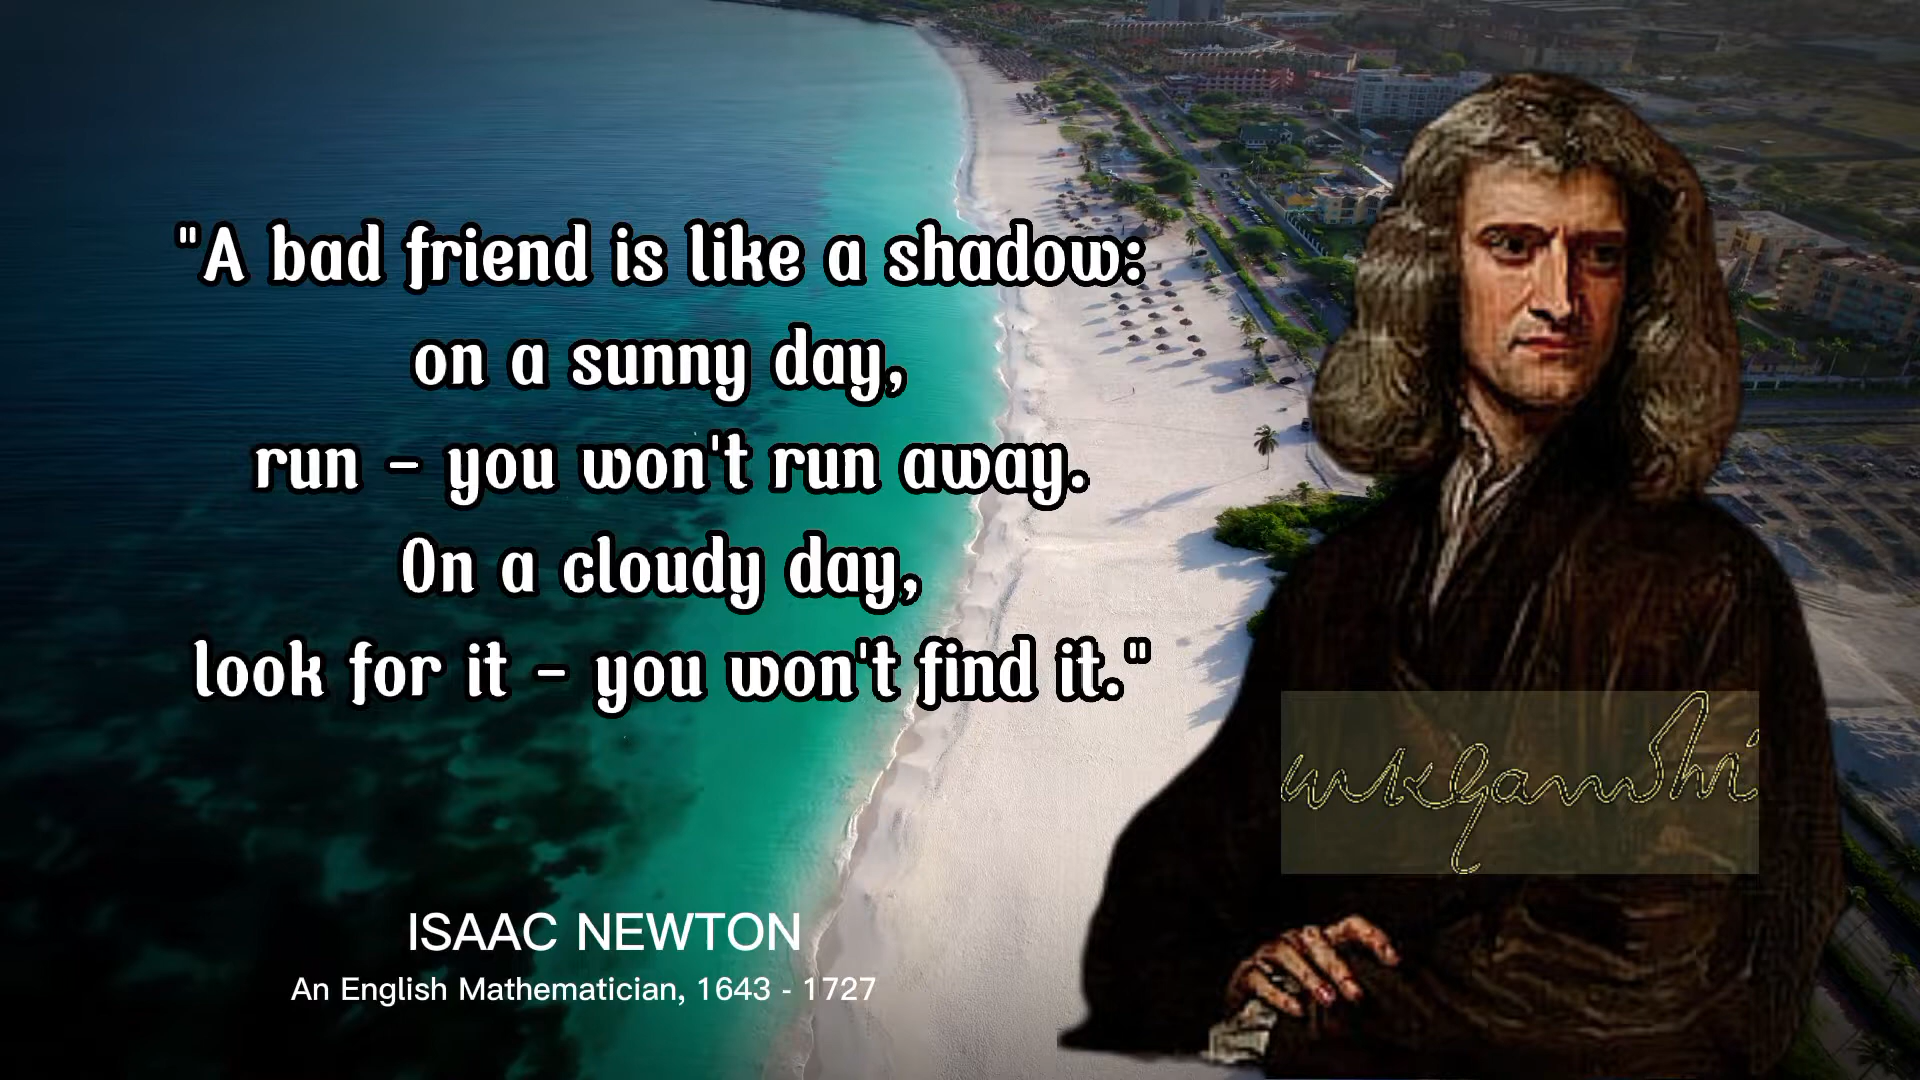 "A bad friend is like a shadow:
on a sunny day,
run - you won't run away.
On a cloudy day,
look for it - you won't find it."
mkgandhi
ISAAC NEWTON
An English Mathematician, 1643 - 1727